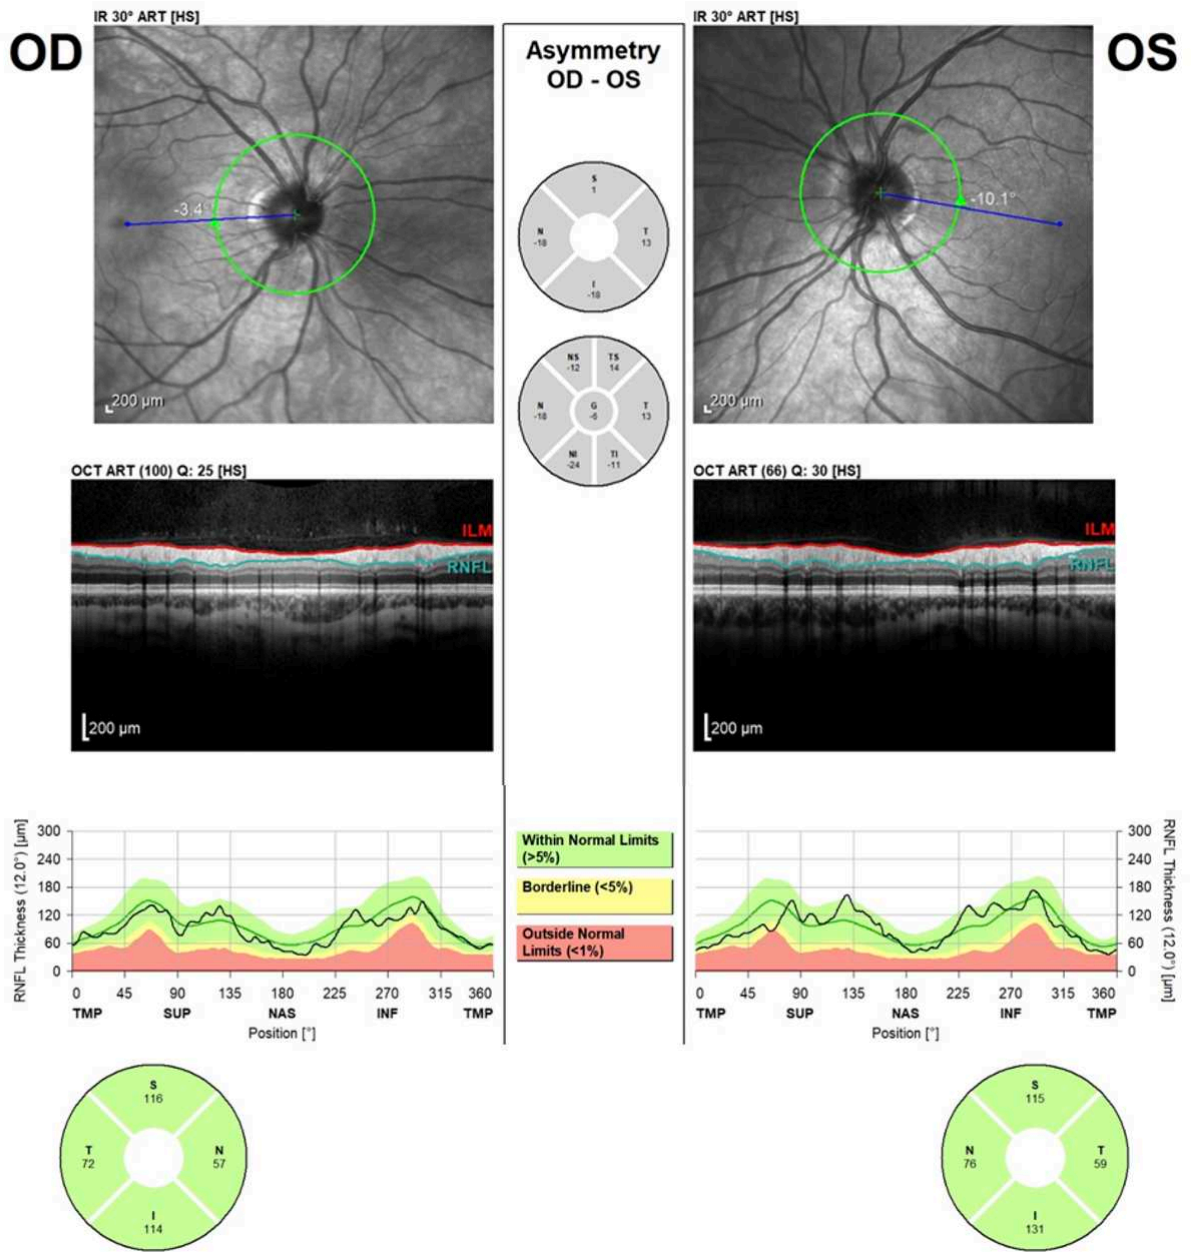 IR 30° ART [HS]
OD
-3.4°
200 µm
Asymmetry
OD - OS
S
1
N
-18
T
13
I
-18
NS
-12
TS
14
N
-18
G
-6
T
13
NI
-24
TI
-11
IR 30° ART [HS]
OS
-10.1°
200 µm
OCT ART (100) Q: 25 [HS]
ILM
RNFL
200 µm
OCT ART (66) Q: 30 [HS]
ILM
RNFL
200 µm
RNFL Thickness (12.0°) [µm]
300
240
180
120
60
0
0 45 90 135 180 225 270 315 360
TMP SUP NAS INF TMP
Position [°]
Within Normal Limits
(>5%)
Borderline (<5%)
Outside Normal
Limits (<1%)
300
240
180
120
60
0
RNFL Thickness (12.0°) [µm]
0 45 90 135 180 225 270 315 360
TMP SUP NAS INF TMP
Position [°]
S
116
T
72
N
57
I
114
S
115
N
76
T
59
I
131